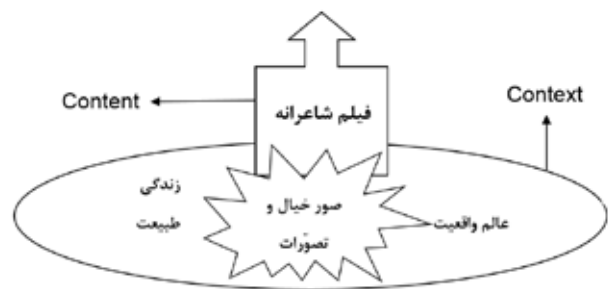 Content
فیلم شاعرانه
Context
زندگی
طبیعت
صور خیال و
تصوّرات
عالم واقعیت